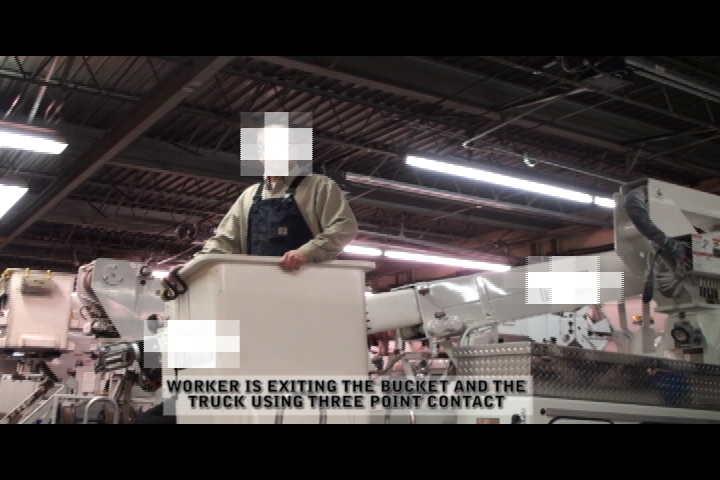 WORKER IS EXITING THE BUCKET AND THE
TRUCK USING THREE POINT CONTACT